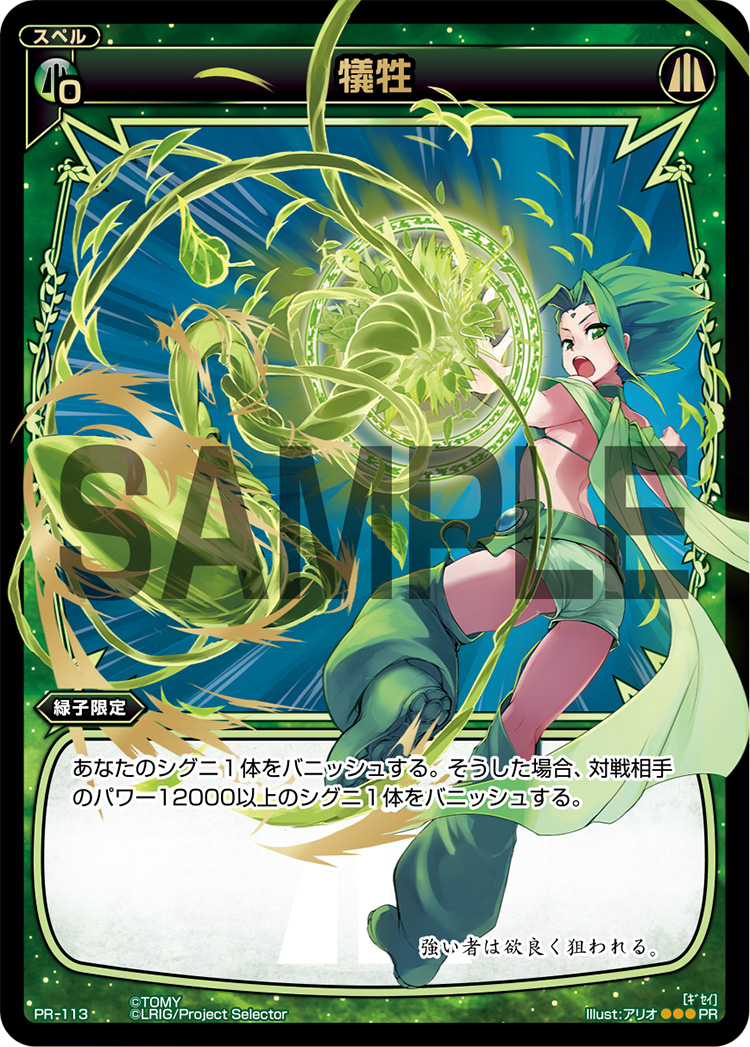 スペル
0
犠牲
SAMPLE
緑子限定
あなたのシグニ1体をバニッシュする。そうした場合、対戦相手
のパワー12000以上のシグニ1体をバニッシュする。
強い者は欲良く狙われる。
[ギセイ]
PR-113
©TOMY
©LRIG/Project Selector
Illust:アリオ
PR